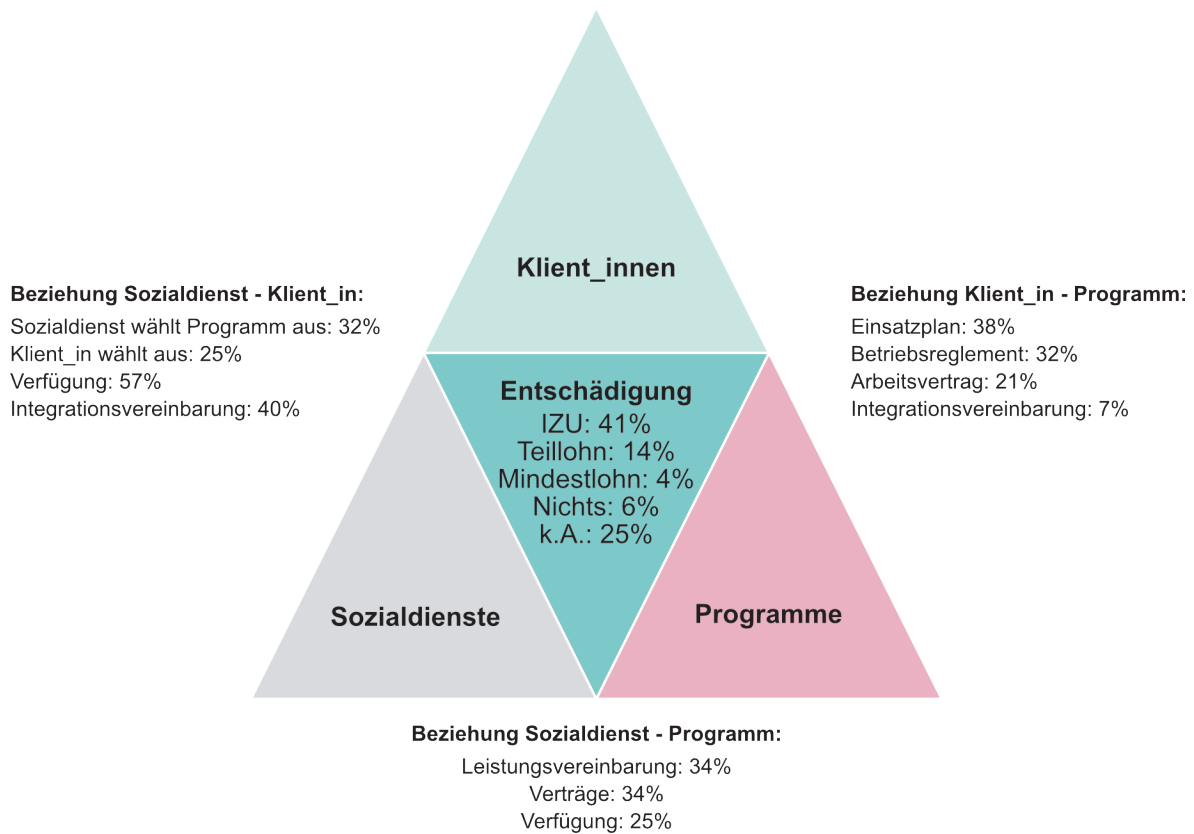 Klient_innen
Beziehung Sozialdienst - Klient_in:
Sozialdienst wählt Programm aus: 32%
Klient_in wählt aus: 25%
Verfügung: 57%
Integrationsvereinbarung: 40%
Beziehung Klient_in - Programm:
Einsatzplan: 38%
Betriebsreglement: 32%
Arbeitsvertrag: 21%
Integrationsvereinbarung: 7%
Entschädigung
IZU: 41%
Teillohn: 14%
Mindestlohn: 4%
Nichts: 6%
k.A.: 25%
Sozialdienste
Programme
Beziehung Sozialdienst - Programm:
Leistungsvereinbarung: 34%
Verträge: 34%
Verfügung: 25%